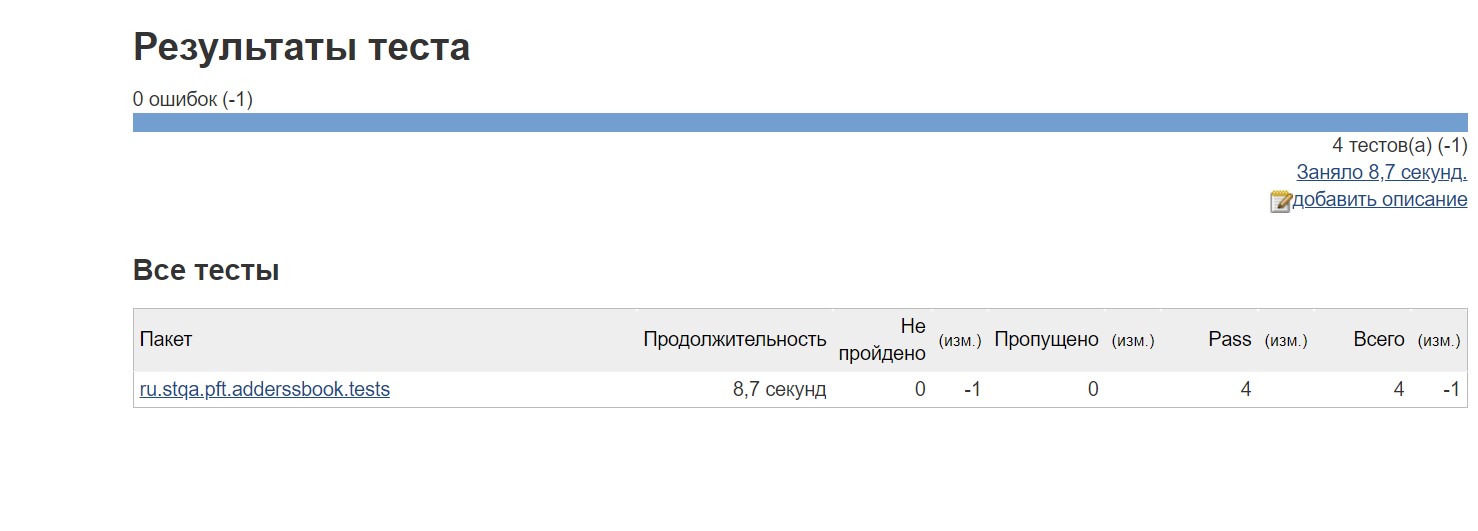 Результаты теста
0 ошибок (-1)
4 тестов(а) (-1)
Заняло 8,7 секунд.
добавить описание
Все тесты
Пакет Продолжительность Не пройдено (изм.) Пропущено (изм.) Pass (изм.) Всего (изм.)
ru.stqa.pft.adderssbook.tests 8,7 секунд 0 -1 0 4 4 -1